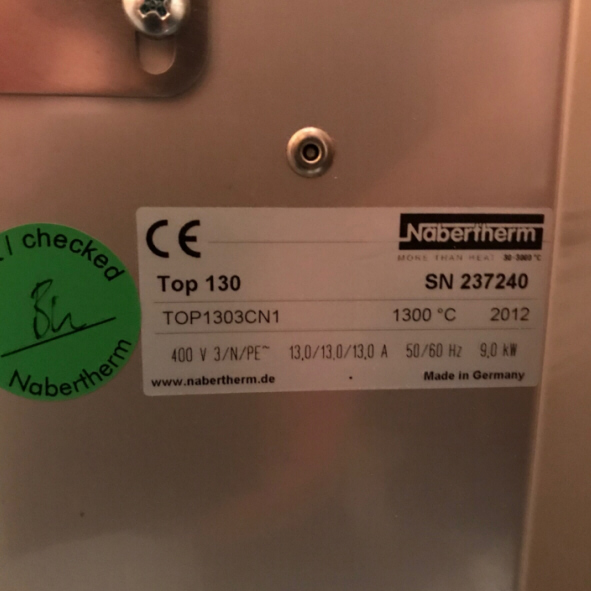 I checked
Nabertherm
CE
Nabertherm
MORE THAN HEAT 30-3000 °C
Top 130 SN 237240
TOP1303CN1 1300 °C 2012
400 V 3/N/PE~ 13,0/13,0/13,0 A 50/60 Hz 9,0 kW
www.nabertherm.de Made in Germany